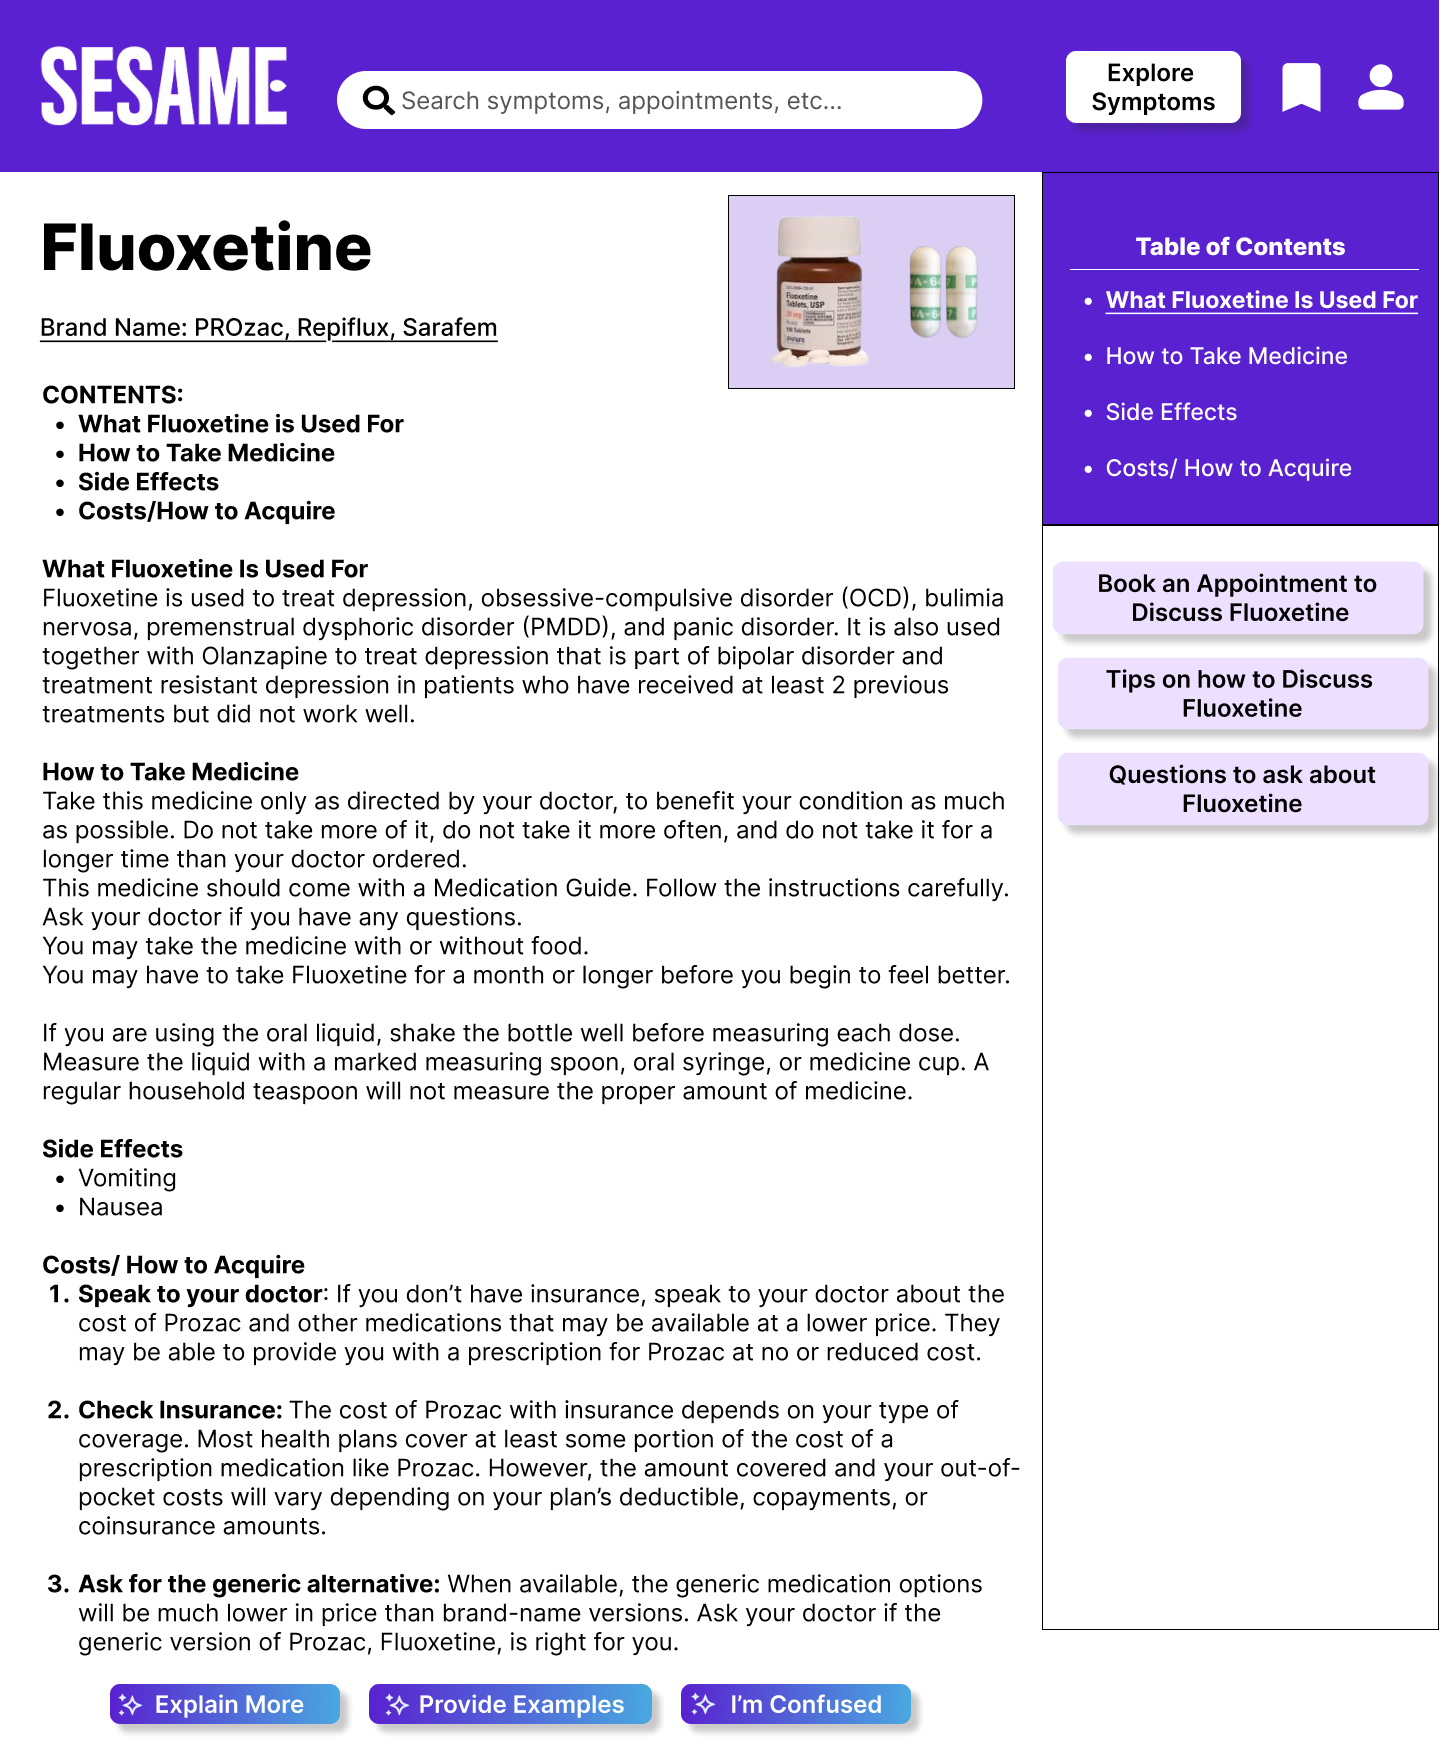 SESAME
Search symptoms, appointments, etc...
Explore
Symptoms
Fluoxetine
Brand Name: PROzac, Repiflux, Sarafem
Fluoxetine
Tablets, USP
Table of Contents
• What Fluoxetine Is Used For
• How to Take Medicine
• Side Effects
• Costs/ How to Acquire
CONTENTS:
• What Fluoxetine is Used For
• How to Take Medicine
• Side Effects
• Costs/How to Acquire
What Fluoxetine Is Used For
Fluoxetine is used to treat depression, obsessive-compulsive disorder (OCD), bulimia
nervosa, premenstrual dysphoric disorder (PMDD), and panic disorder. It is also used
together with Olanzapine to treat depression that is part of bipolar disorder and
treatment resistant depression in patients who have received at least 2 previous
treatments but did not work well.
How to Take Medicine
Take this medicine only as directed by your doctor, to benefit your condition as much
as possible. Do not take more of it, do not take it more often, and do not take it for a
longer time than your doctor ordered.
This medicine should come with a Medication Guide. Follow the instructions carefully.
Ask your doctor if you have any questions.
You may take the medicine with or without food.
You may have to take Fluoxetine for a month or longer before you begin to feel better.
If you are using the oral liquid, shake the bottle well before measuring each dose.
Measure the liquid with a marked measuring spoon, oral syringe, or medicine cup. A
regular household teaspoon will not measure the proper amount of medicine.
Side Effects
• Vomiting
• Nausea
Costs/ How to Acquire
1. Speak to your doctor: If you don’t have insurance, speak to your doctor about the
cost of Prozac and other medications that may be available at a lower price. They
may be able to provide you with a prescription for Prozac at no or reduced cost.
2. Check Insurance: The cost of Prozac with insurance depends on your type of
coverage. Most health plans cover at least some portion of the cost of a
prescription medication like Prozac. However, the amount covered and your out-of-
pocket costs will vary depending on your plan’s deductible, copayments, or
coinsurance amounts.
3. Ask for the generic alternative: When available, the generic medication options
will be much lower in price than brand-name versions. Ask your doctor if the
generic version of Prozac, Fluoxetine, is right for you.
Book an Appointment to
Discuss Fluoxetine
Tips on how to Discuss
Fluoxetine
Questions to ask about
Fluoxetine
Explain More
Provide Examples
I’m Confused